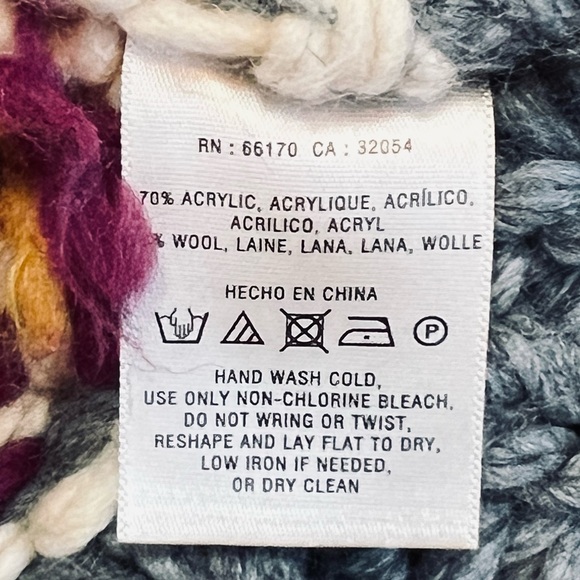 RN : 66170 CA : 32054
70% ACRYLIC, ACRYLIQUE, ACRÍLICO,
ACRILICO, ACRYL
% WOOL, LAINE, LANA, LANA, WOLLE
HECHO EN CHINA
P
HAND WASH COLD,
USE ONLY NON-CHLORINE BLEACH,
DO NOT WRING OR TWIST,
RESHAPE AND LAY FLAT TO DRY,
LOW IRON IF NEEDED,
OR DRY CLEAN